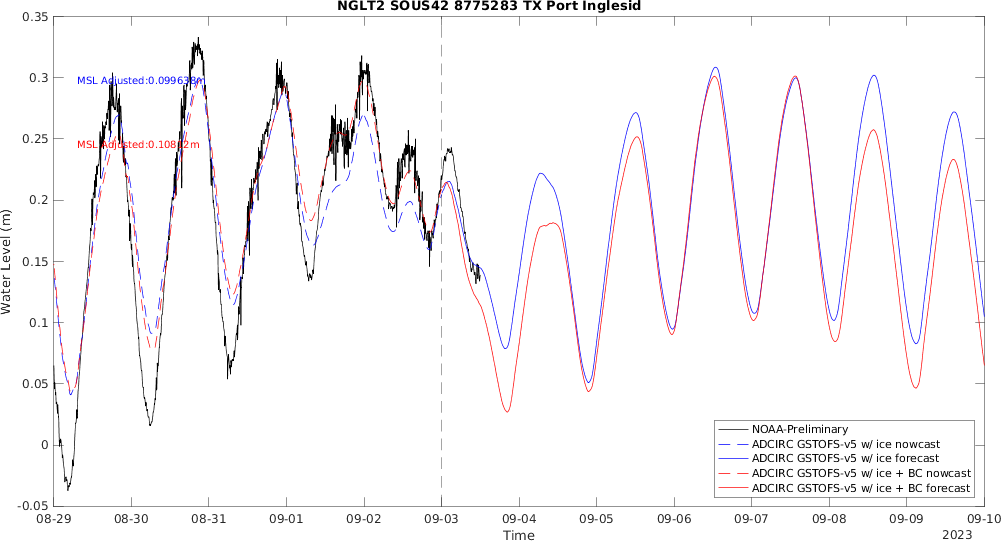 NGLT2 SOUS42 8775283 TX Port Inglesid
0.35
0.3
0.25
0.2
0.15
0.1
0.05
0
-0.05
Water Level (m)
MSL Adjusted:0.099638m
MSL Adjusted:0.10862m
NOAA-Preliminary
ADCIRC GSTOFS-v5 w/ ice nowcast
ADCIRC GSTOFS-v5 w/ ice forecast
ADCIRC GSTOFS-v5 w/ ice + BC nowcast
ADCIRC GSTOFS-v5 w/ ice + BC forecast
08-29 08-30 08-31 09-01 09-02 09-03 09-04 09-05 09-06 09-07 09-08 09-09 09-10
Time
2023